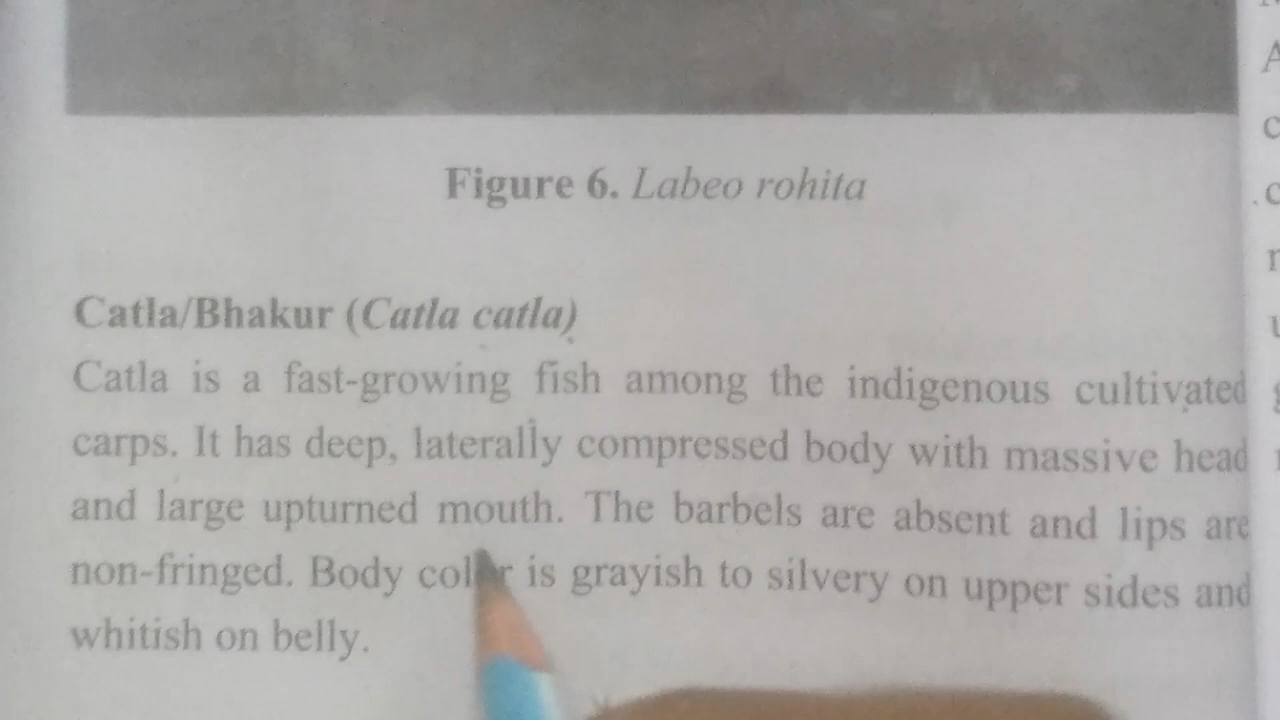 Figure 6. Labeo rohita
Catla/Bhakur (Catla catla)
Catla is a fast-growing fish among the indigenous cultivated
carps. It has deep, laterally compressed body with massive head
and large upturned mouth. The barbels are absent and lips are
non-fringed. Body color is grayish to silvery on upper sides and
whitish on belly.